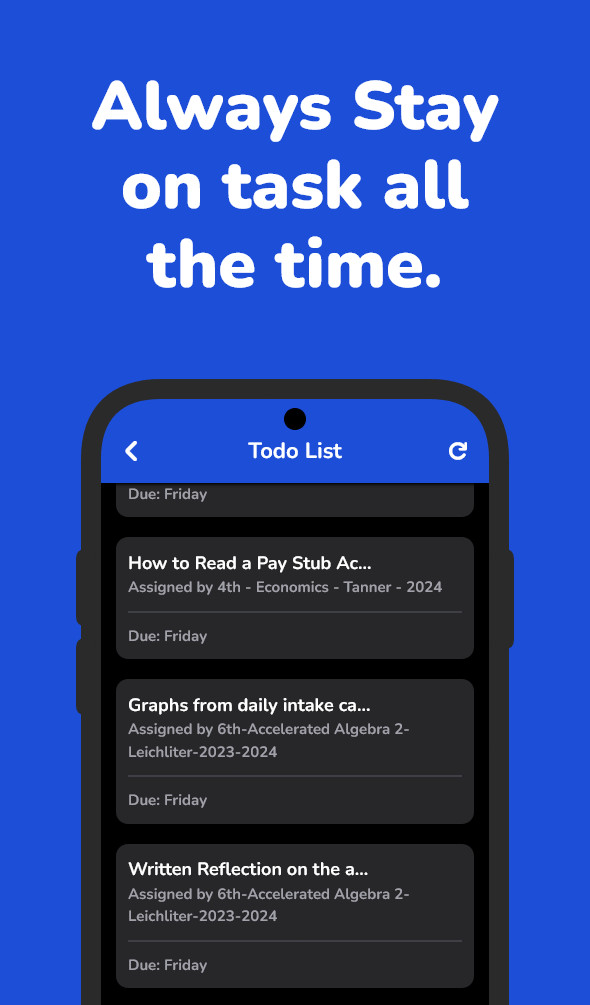 Always Stay
on task all
the time.
Todo List
Due: Friday
How to Read a Pay Stub Ac...
Assigned by 4th - Economics - Tanner - 2024
Due: Friday
Graphs from daily intake ca...
Assigned by 6th-Accelerated Algebra 2-
Leichliter-2023-2024
Due: Friday
Written Reflection on the a...
Assigned by 6th-Accelerated Algebra 2-
Leichliter-2023-2024
Due: Friday